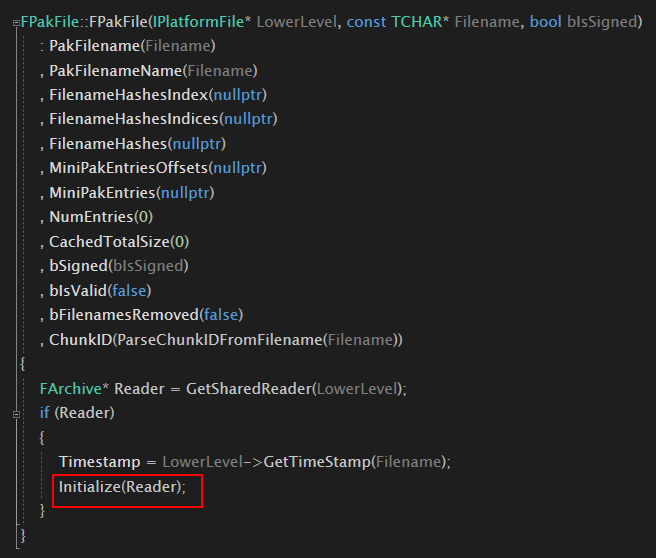 FPakFile::FPakFile(IPlatformFile* LowerLevel, const TCHAR* Filename, bool bIsSigned)
: PakFilename(Filename)
, PakFilenameName(Filename)
, FilenameHashesIndex(nullptr)
, FilenameHashesIndices(nullptr)
, FilenameHashes(nullptr)
, MiniPakEntriesOffsets(nullptr)
, MiniPakEntries(nullptr)
, NumEntries(0)
, CachedTotalSize(0)
, bSigned(bIsSigned)
, bIsValid(false)
, bFilenamesRemoved(false)
, ChunkID(ParseChunkIDFromFilename(Filename))
{
FArchive* Reader = GetSharedReader(LowerLevel);
if (Reader)
{
Timestamp = LowerLevel->GetTimeStamp(Filename);
Initialize(Reader);
}
}